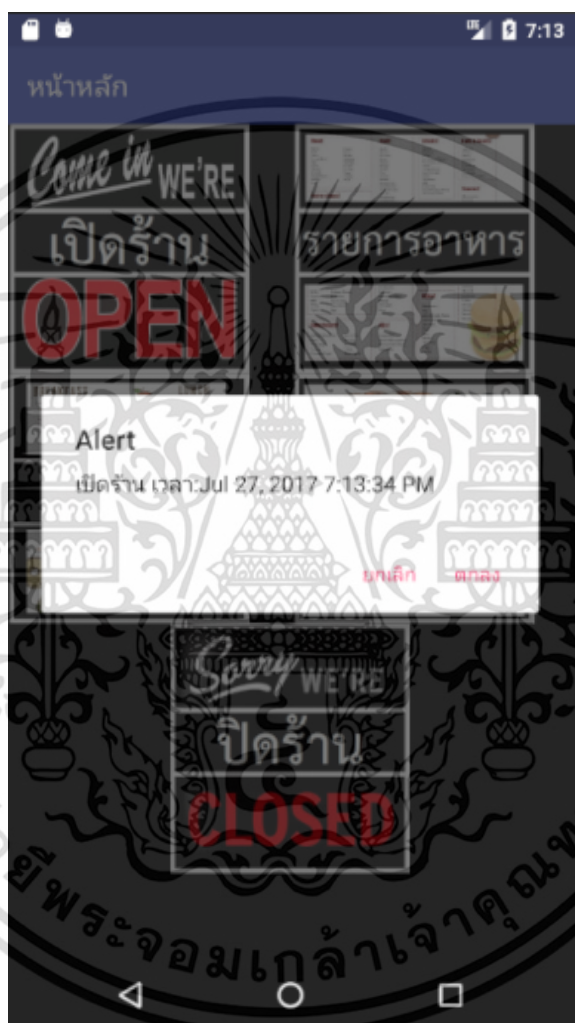 7:13
หน้าหลัก
Come in WE'RE
เปิดร้าน
OPEN
รายการอาหาร
Alert
เปิดร้าน เวลา:Jul 27, 2017 7:13:34 PM
ยกเลิก ตกลง
Sorry WE'RE
ปิดร้าน
CLOSED
พระจอมเกล้าเจ้าคุณท